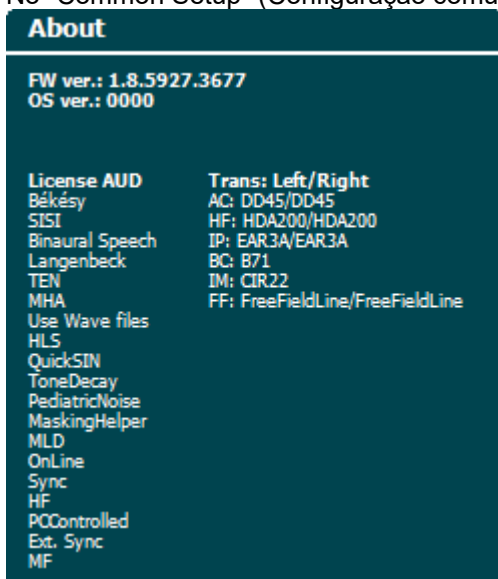 No "Common Setup" (Configuração comu
About
FW ver.: 1.8.5927.3677
OS ver.: 0000
License AUD
Békésy
SISI
Binaural Speech
Langenbeck
TEN
MHA
Use Wave files
HLS
QuickSIN
ToneDecay
PediatricNoise
MaskingHelper
MLD
OnLine
Sync
HF
PCControlled
Ext. Sync
MF
Trans: Left/Right
AC: DD45/DD45
HF: HDA200/HDA200
IP: EAR3A/EAR3A
BC: B71
IM: CIR22
FF: FreeFieldLine/FreeFieldLine